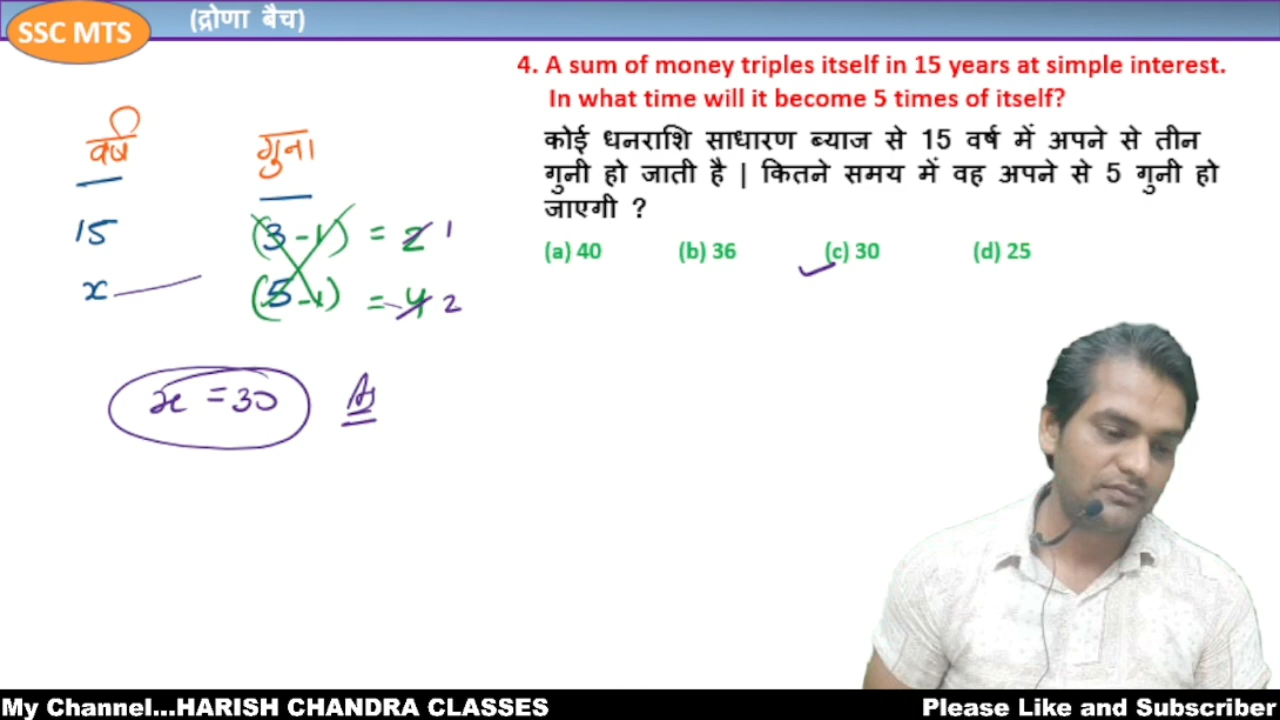 SSC MTS
(द्रोणा बैच)
4. A sum of money triples itself in 15 years at simple interest.
In what time will it become 5 times of itself?
कोई धनराशि साधारण ब्याज से 15 वर्ष में अपने से तीन
गुनी हो जाती है | कितने समय में वह अपने से 5 गुनी हो
जाएगी ?
(a) 40 (b) 36 (c) 30 (d) 25
वर्ष गुना
15 (3-1) = 2 1
x (5-1) = 4 2
x = 30
My Channel...HARISH CHANDRA CLASSES
Please Like and Subscriber